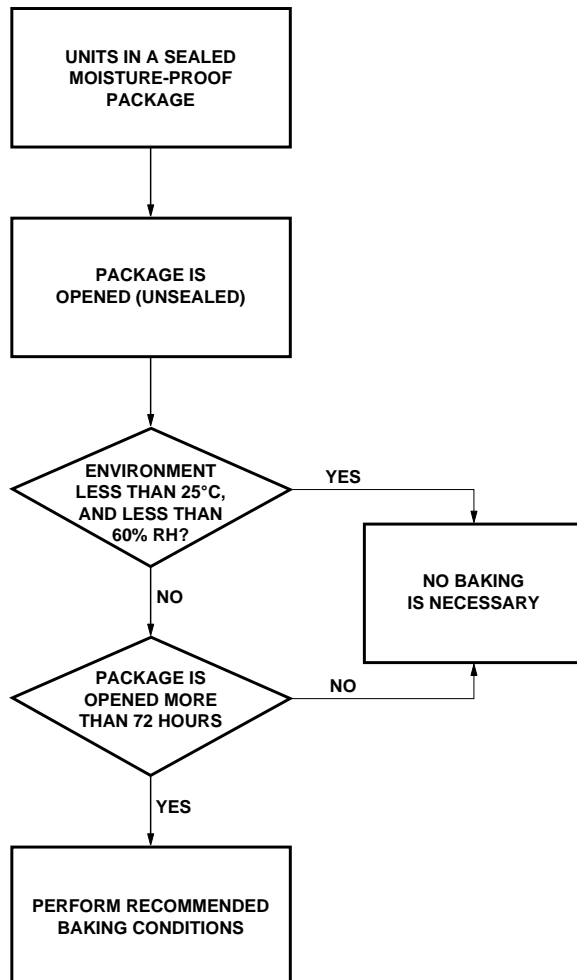 UNITS IN A SEALED
MOISTURE-PROOF
PACKAGE
PACKAGE IS
OPENED (UNSEALED)
ENVIRONMENT
LESS THAN 25°C,
AND LESS THAN
60% RH?
YES
NO BAKING
IS NECESSARY
NO
PACKAGE IS
OPENED MORE
THAN 72 HOURS
NO
YES
PERFORM RECOMMENDED
BAKING CONDITIONS